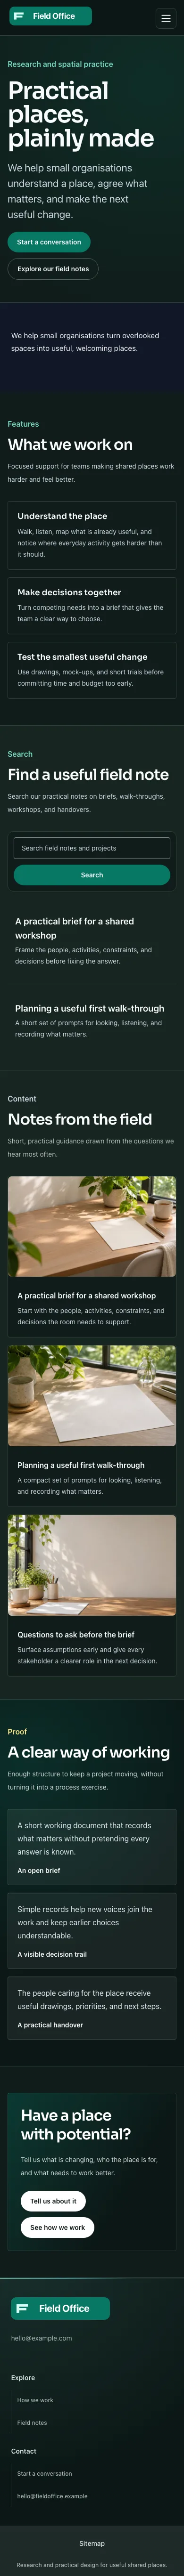 Field Office
Research and spatial practice
Practical
places,
plainly made
We help small organisations
understand a place, agree what
matters, and make the next
useful change.
Start a conversation
Explore our field notes
We help small organisations turn overlooked
spaces into useful, welcoming places.
Features
What we work on
Focused support for teams making shared places work
harder and feel better.
Understand the place
Walk, listen, map what is already useful, and
notice where everyday activity gets harder than
it should.
Make decisions together
Turn competing needs into a brief that gives the
team a clear way to choose.
Test the smallest useful change
Use drawings, mock-ups, and short trials before
committing time and budget too early.
Search
Find a useful field note
Search our practical notes on briefs, walk-throughs,
workshops, and handovers.
Search field notes and projects
Search
A practical brief for a shared
workshop
Frame the people, activities, constraints, and
decisions before fixing the answer.
Planning a useful first walk-through
A short set of prompts for looking, listening, and
recording what matters.
Content
Notes from the field
Short, practical guidance drawn from the questions we
hear most often.
A practical brief for a shared workshop
Start with the people, activities, constraints, and
decisions the room needs to support.
Planning a useful first walk-through
A compact set of prompts for looking, listening,
and recording what matters.
Questions to ask before the brief
Surface assumptions early and give every
stakeholder a clearer role in the next decision.
Proof
A clear way of working
Enough structure to keep a project moving, without
turning it into a process exercise.
A short working document that records
what matters without pretending every
answer is known.
An open brief
Simple records help new voices join the
work and keep earlier choices
understandable.
A visible decision trail
The people caring for the place receive
useful drawings, priorities, and next steps.
A practical handover
Have a place
with potential?
Tell us what is changing, who the place is for,
and what needs to work better.
Tell us about it
See how we work
Field Office
hello@example.com
Explore
How we work
Field notes
Contact
Start a conversation
hello@fieldoffice.example
Sitemap
Research and practical design for useful shared places.